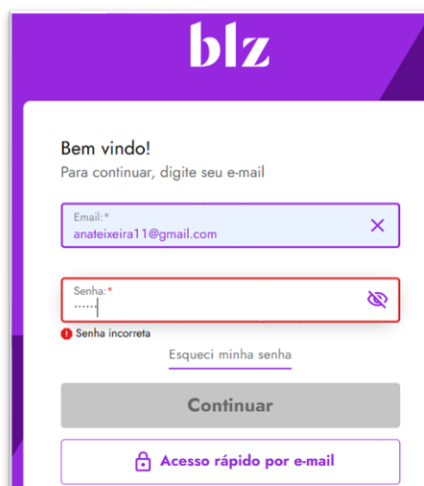 blz
Bem vindo!
Para continuar, digite seu e-mail
Email:*
anateixeira11@gmail.com
Senha:*
······
Senha incorreta
Esqueci minha senha
Continuar
Acesso rápido por e-mail